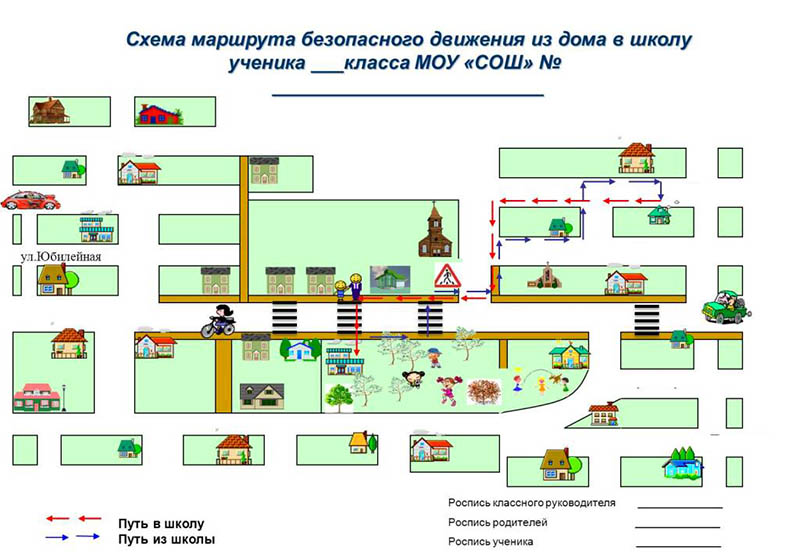 Схема маршрута безопасного движения из дома в школу
ученика ___класса МОУ «СОШ» №
ул.Юбилейная
Роспись классного руководителя
Путь в школу
Роспись родителей
Путь из школы
Роспись ученика